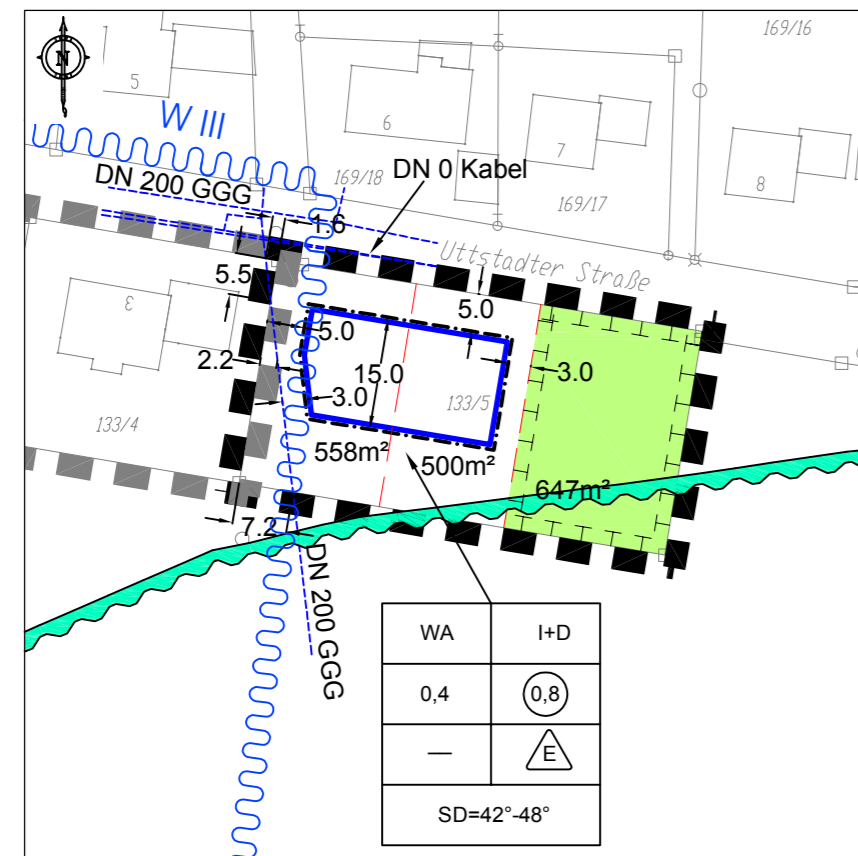 N
169/16
5
6
W III
7
8
169/18
DN 0 Kabel
DN 200 GGG
169/17
1.6
Uttstadter Straße
5.5
5.0
5.0
3
2.2
15.0
3.0
3.0
133/5
133/4
558m²
500m²
647m²
7.2
DN 200 GGG
WA
I+D
0,4
0,8
—
E
SD=42°-48°